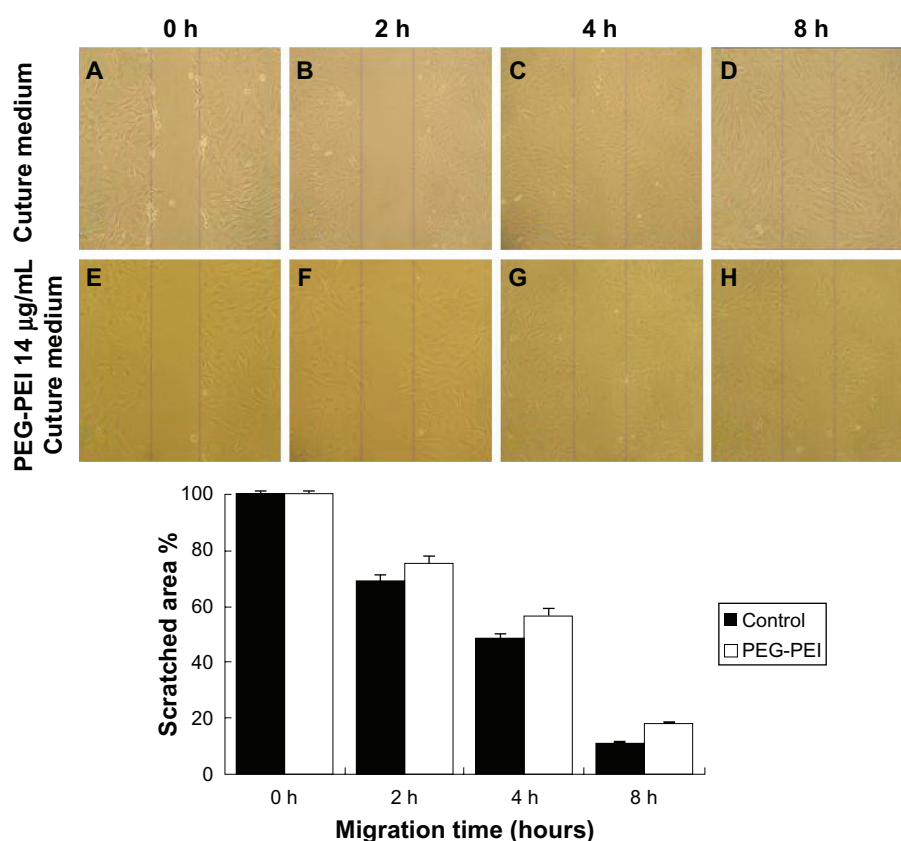 0 h 2 h 4 h 8 h
Cuture medium
A B C D
PEG-PEI 14 µg/mL
Cuture medium
E F G H
Scratched area %
100
80
60
40
20
0
0 h 2 h 4 h 8 h
Migration time (hours)
Control
PEG-PEI